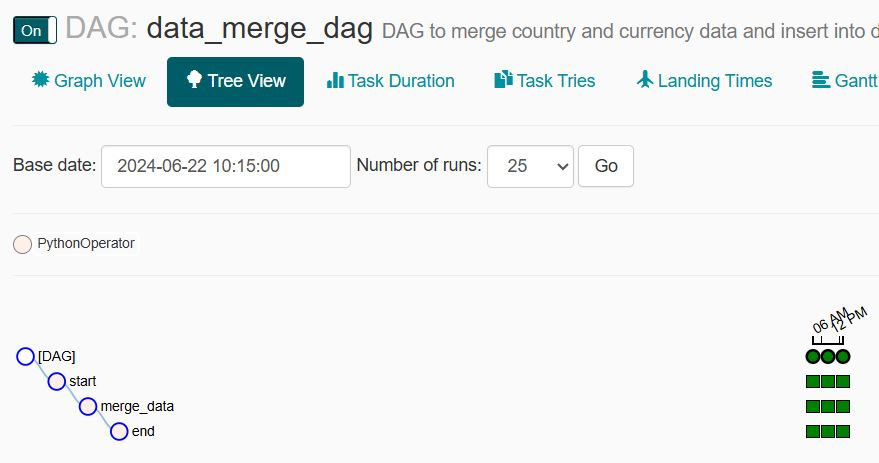 On DAG: data_merge_dag DAG to merge country and currency data and insert into d
Graph View Tree View Task Duration Task Tries Landing Times Gantt
Base date: 2024-06-22 10:15:00 Number of runs: 25 Go
PythonOperator
06 AM 12 PM
[DAG]
start
merge_data
end